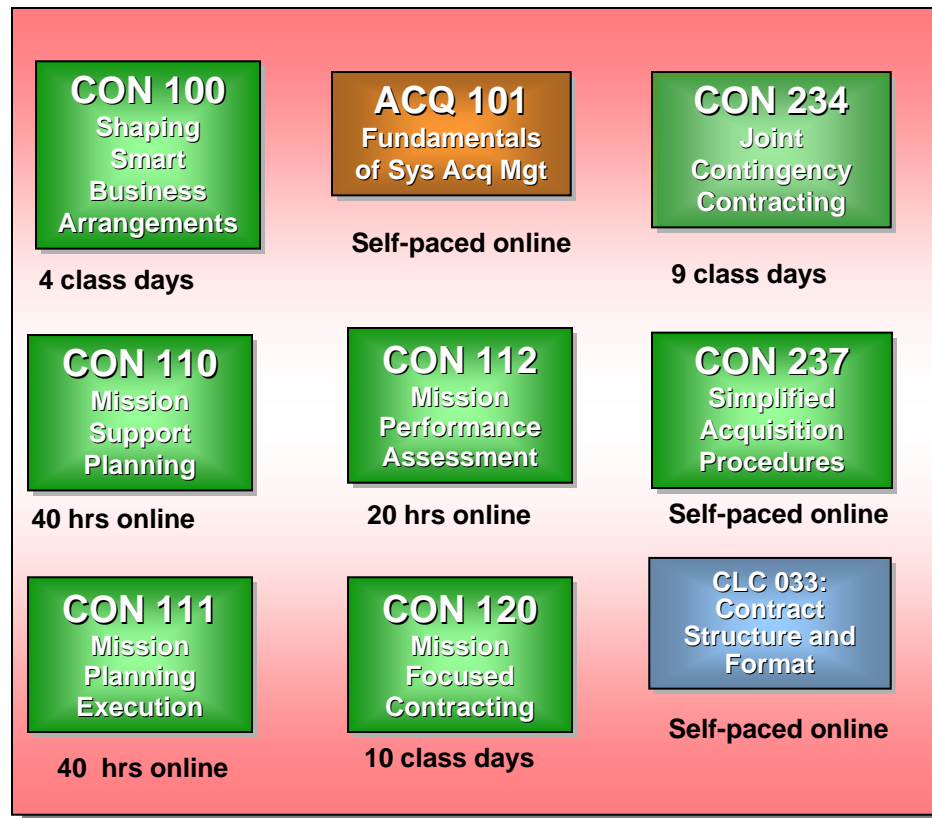 CON 100
Shaping
Smart
Business
Arrangements
4 class days
ACQ 101
Fundamentals
of Sys Acq Mgt
Self-paced online
CON 234
Joint
Contingency
Contracting
9 class days
CON 110
Mission
Support
Planning
40 hrs online
CON 112
Mission
Performance
Assessment
20 hrs online
CON 237
Simplified
Acquisition
Procedures
Self-paced online
CON 111
Mission
Planning
Execution
40 hrs online
CON 120
Mission
Focused
Contracting
10 class days
CLC 033:
Contract
Structure and
Format
Self-paced online